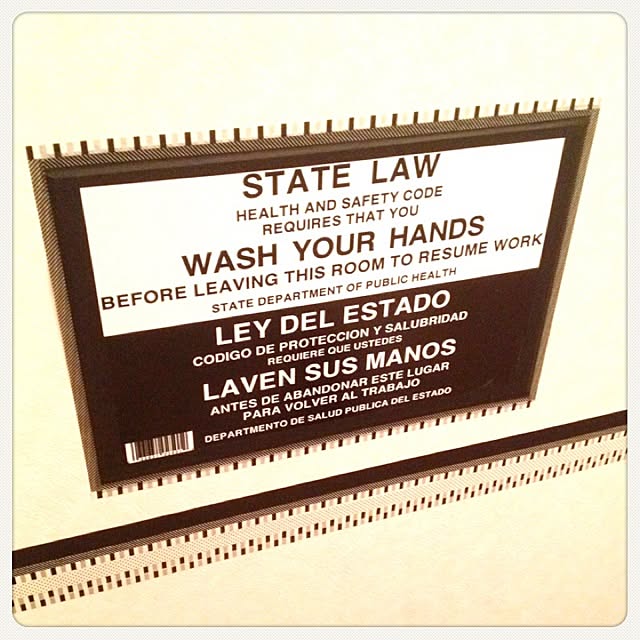 STATE LAW
HEALTH AND SAFETY CODE
REQUIRES THAT YOU
WASH YOUR HANDS
BEFORE LEAVING THIS ROOM TO RESUME WORK
STATE DEPARTMENT OF PUBLIC HEALTH
LEY DEL ESTADO
CODIGO DE PROTECCION Y SALUBRIDAD
REQUIERE QUE USTEDES
LAVEN SUS MANOS
ANTES DE ABANDONAR ESTE LUGAR
PARA VOLVER AL TRABAJO
DEPARTMENTO DE SALUD PUBLICA DEL ESTADO